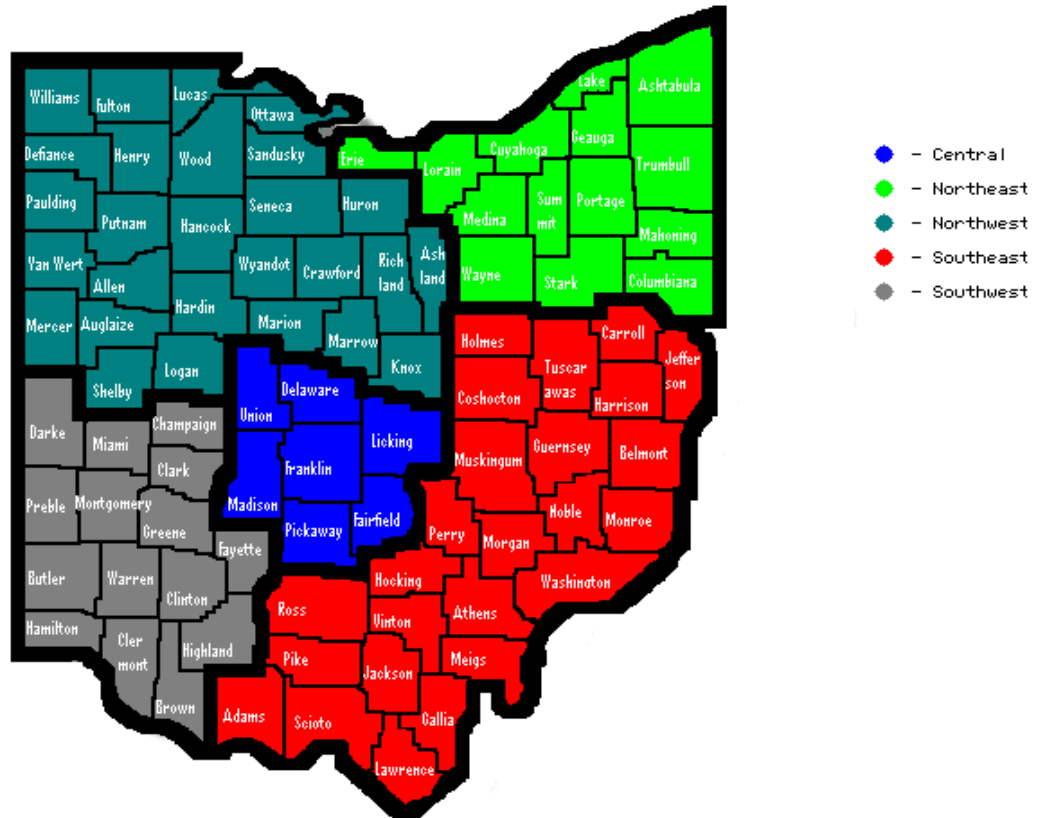 Williams
Fulton
Lucas
Ottawa
Lake
Ashtabula
Defiance
Henry
Wood
Sandusky
Erie
Lorain
Cuyahoga
Geauga
Trumbull
Paulding
Putnam
Hancock
Seneca
Huron
Medina
Sum
mit
Portage
Mahoning
Van Wert
Allen
Hardin
Wyandot
Crawford
Rich
land
Ash
land
Wayne
Stark
Columbiana
Mercer
Auglaize
Marion
Marrow
Knox
Holmes
Tuscar
awas
Carroll
Jeffer
son
Shelby
Logan
Union
Delaware
Licking
Coshocton
Harrison
Darke
Miami
Champaign
Clark
Franklin
Muskingum
Guernsey
Belmont
Preble
Montgomery
Greene
Madison
Pickaway
Fairfield
Perry
Morgan
Noble
Monroe
Butler
Warren
Clinton
Fayette
Ross
Hocking
Vinton
Athens
Washington
Hamilton
Cler
mont
Highland
Pike
Jackson
Meigs
Brown
Adams
Scioto
Gallia
Lawrence
- Central
- Northeast
- Northwest
- Southeast
- Southwest